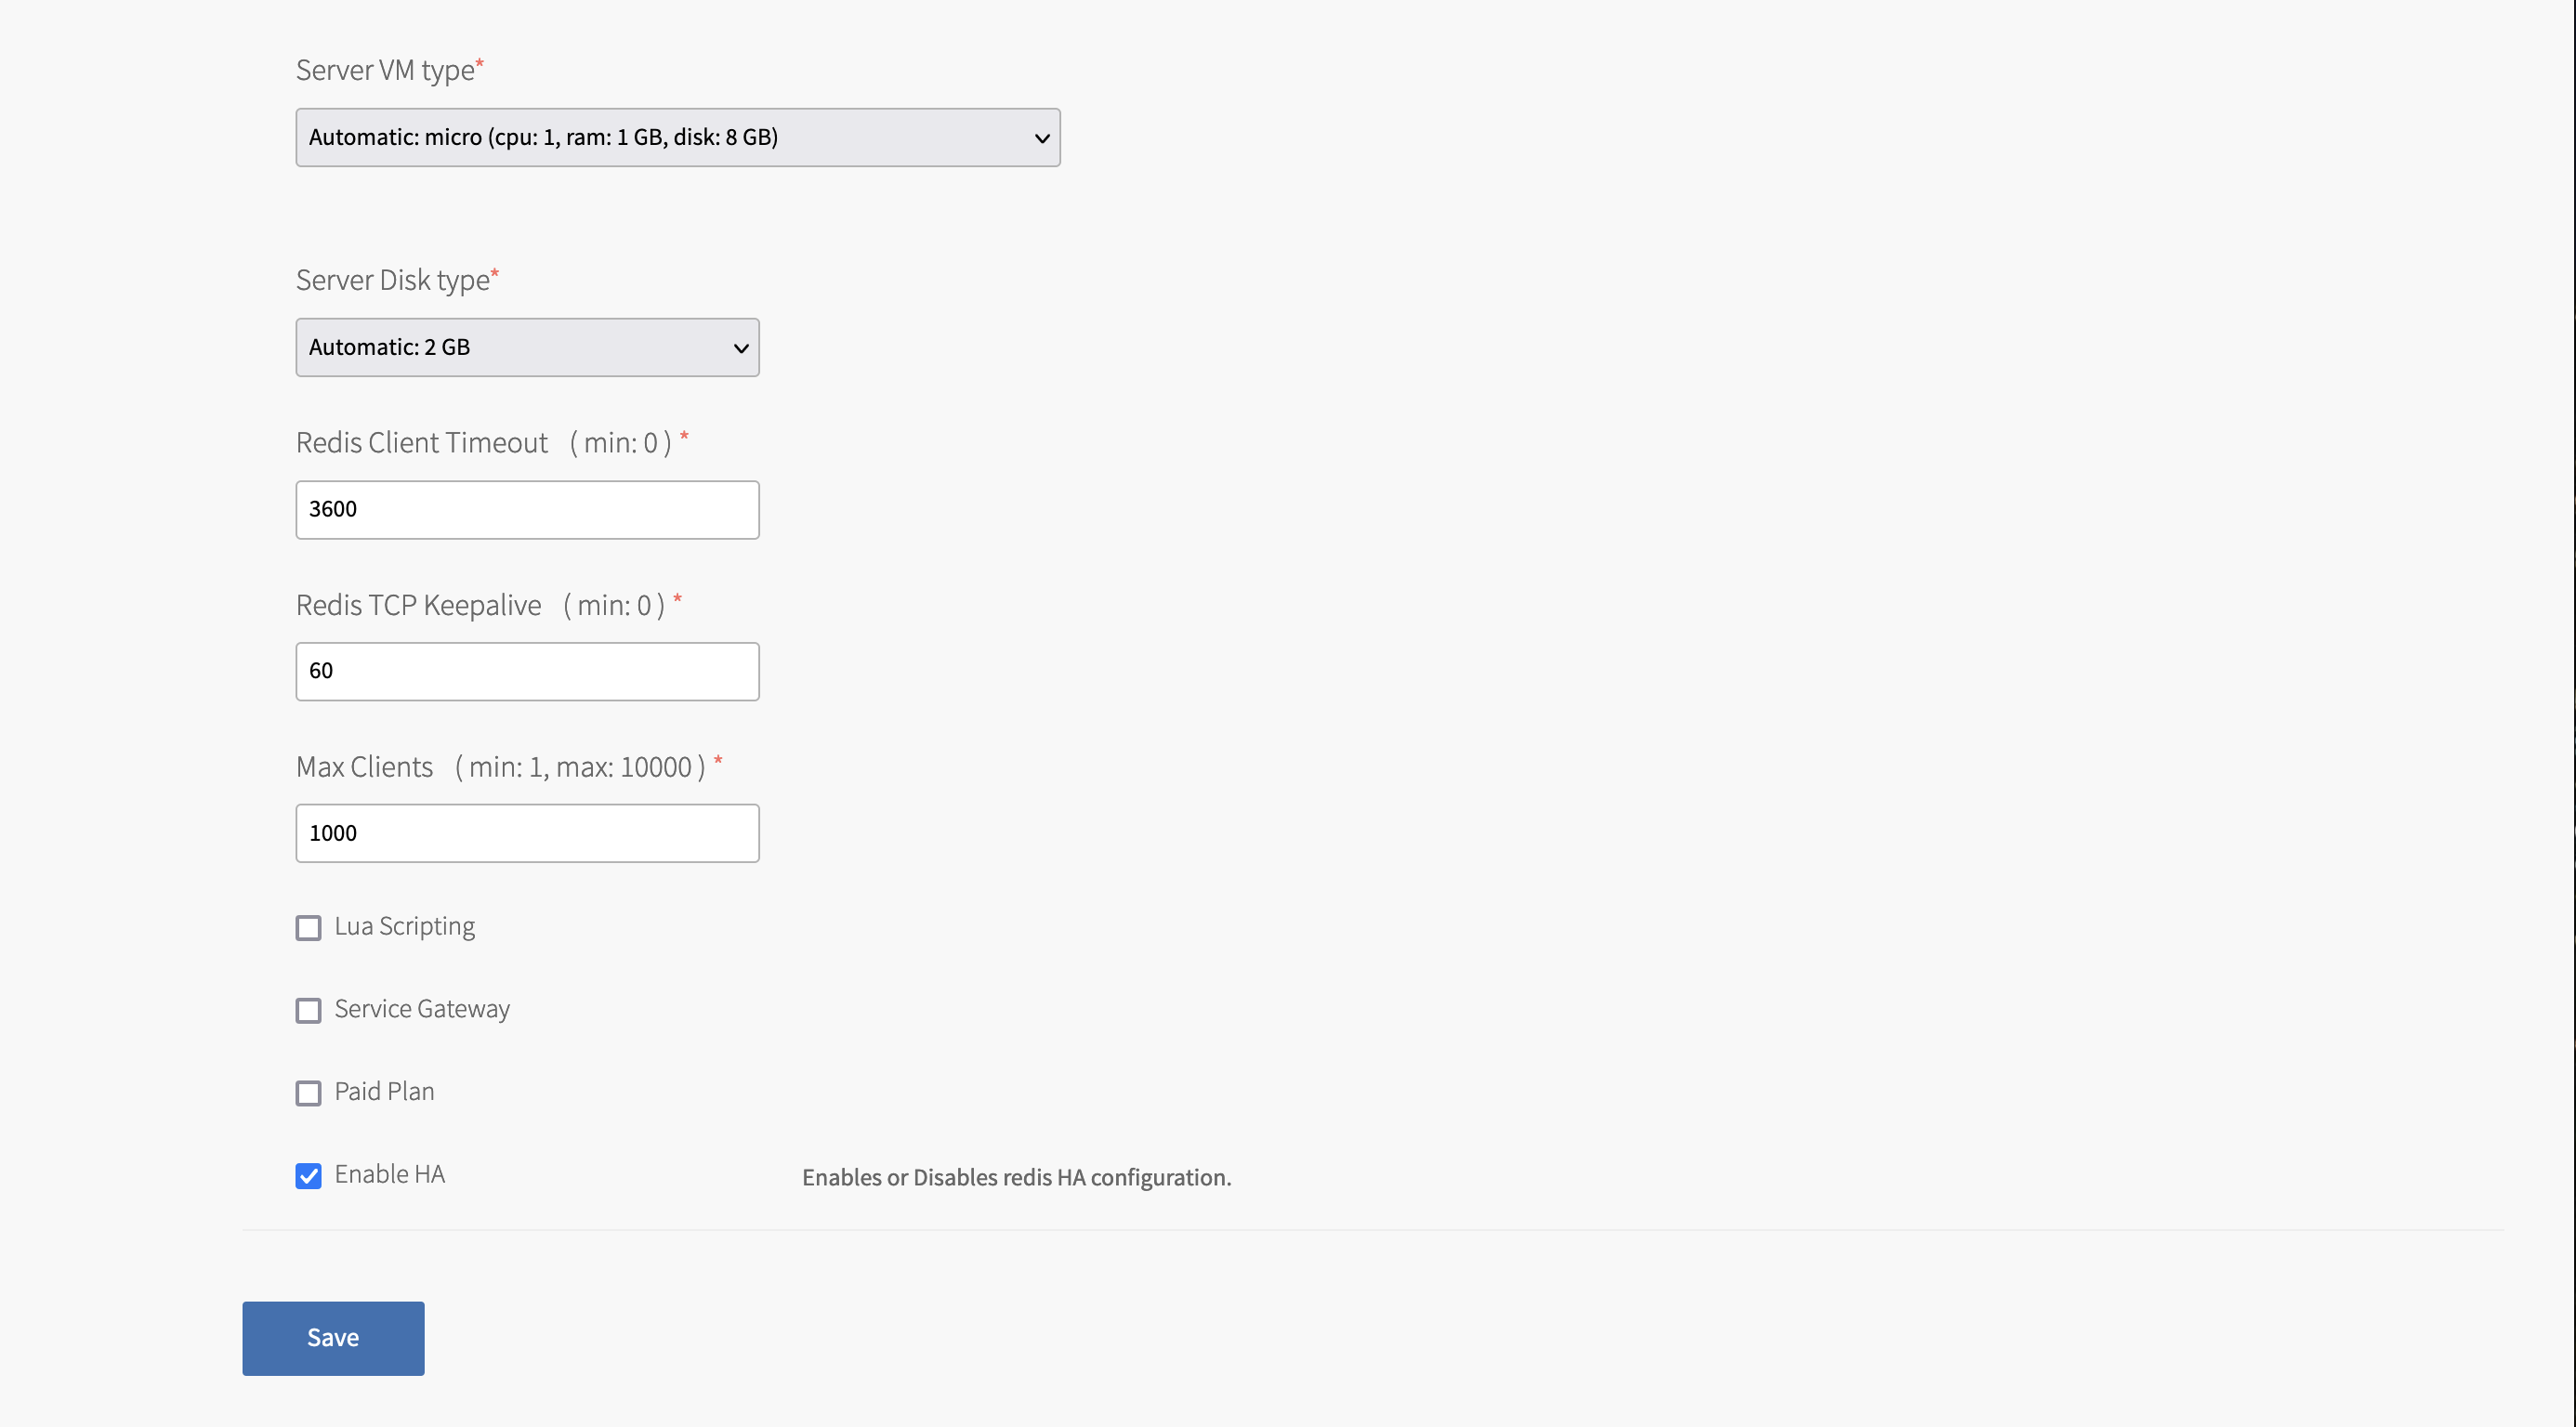 Server VM type*
Automatic: micro (cpu: 1, ram: 1 GB, disk: 8 GB)
Server Disk type*
Automatic: 2 GB
Redis Client Timeout ( min: 0 ) *
3600
Redis TCP Keepalive ( min: 0 ) *
60
Max Clients ( min: 1, max: 10000 ) *
1000
Lua Scripting
Service Gateway
Paid Plan
Enable HA Enables or Disables redis HA configuration.
Save